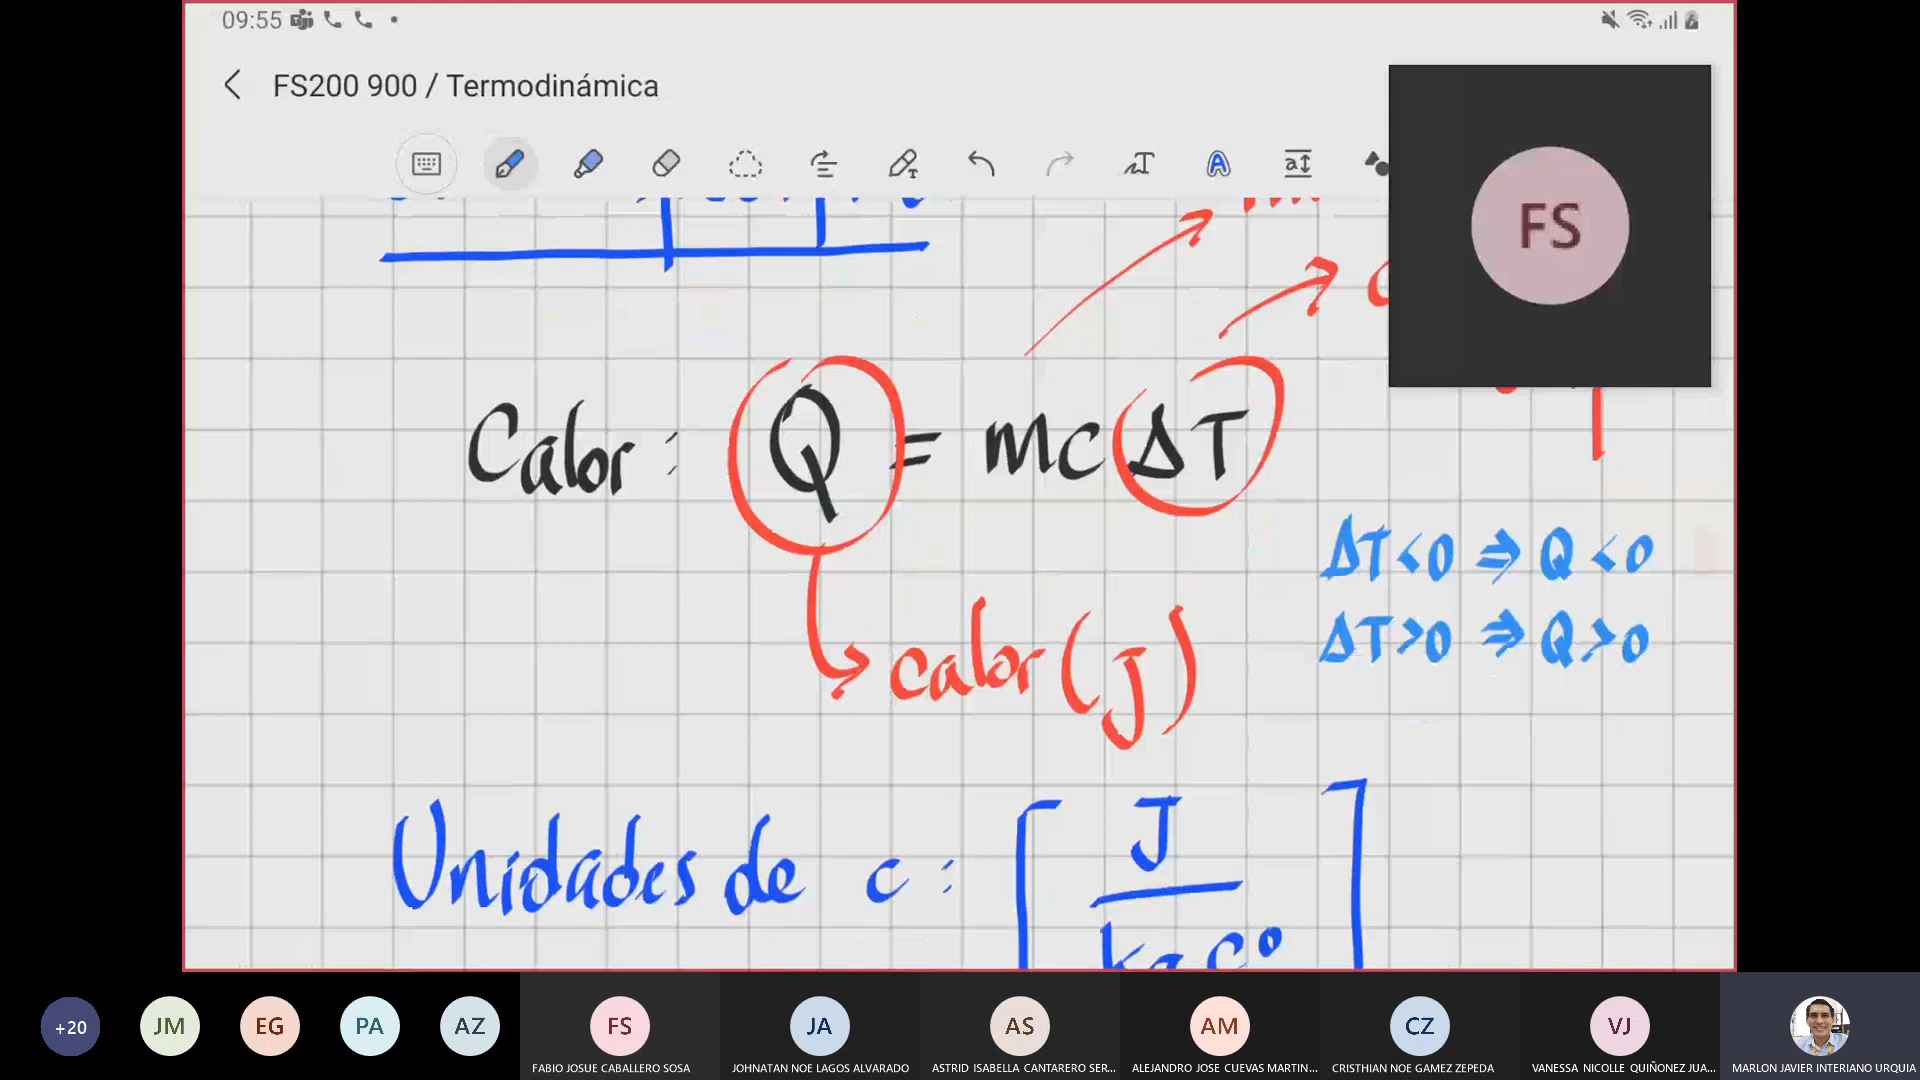 09:55
FS200 900 / Termodinámica
FS
Calor: Q = mcΔT
ΔT<0 ⇒ Q<0
ΔT>0 ⇒ Q>0
calor (J)
Unidades de c: [J
kg C°]
+20
JM
EG
PA
AZ
FS
JA
AS
AM
CZ
VJ
FABIO JOSUE CABALLERO SOSA
JOHNATAN NOE LAGOS ALVARADO
ASTRID ISABELLA CANTARERO SER...
ALEJANDRO JOSE CUEVAS MARTIN...
CRISTHIAN NOE GAMEZ ZEPEDA
VANESSA NICOLLE QUIÑONEZ JUA...
MARLON JAVIER INTERIANO URQUIA